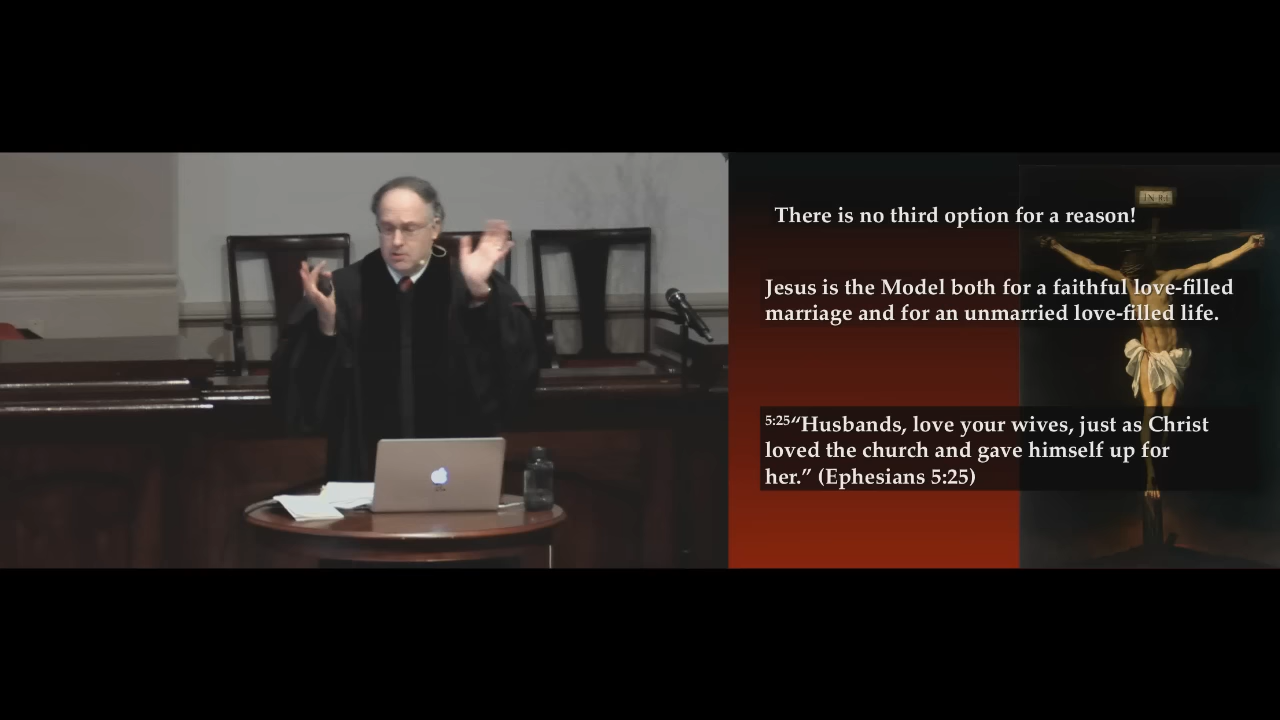 INRI
There is no third option for a reason!
Jesus is the Model both for a faithful love-filled
marriage and for an unmarried love-filled life.
5:25“Husbands, love your wives, just as Christ
loved the church and gave himself up for
her.” (Ephesians 5:25)